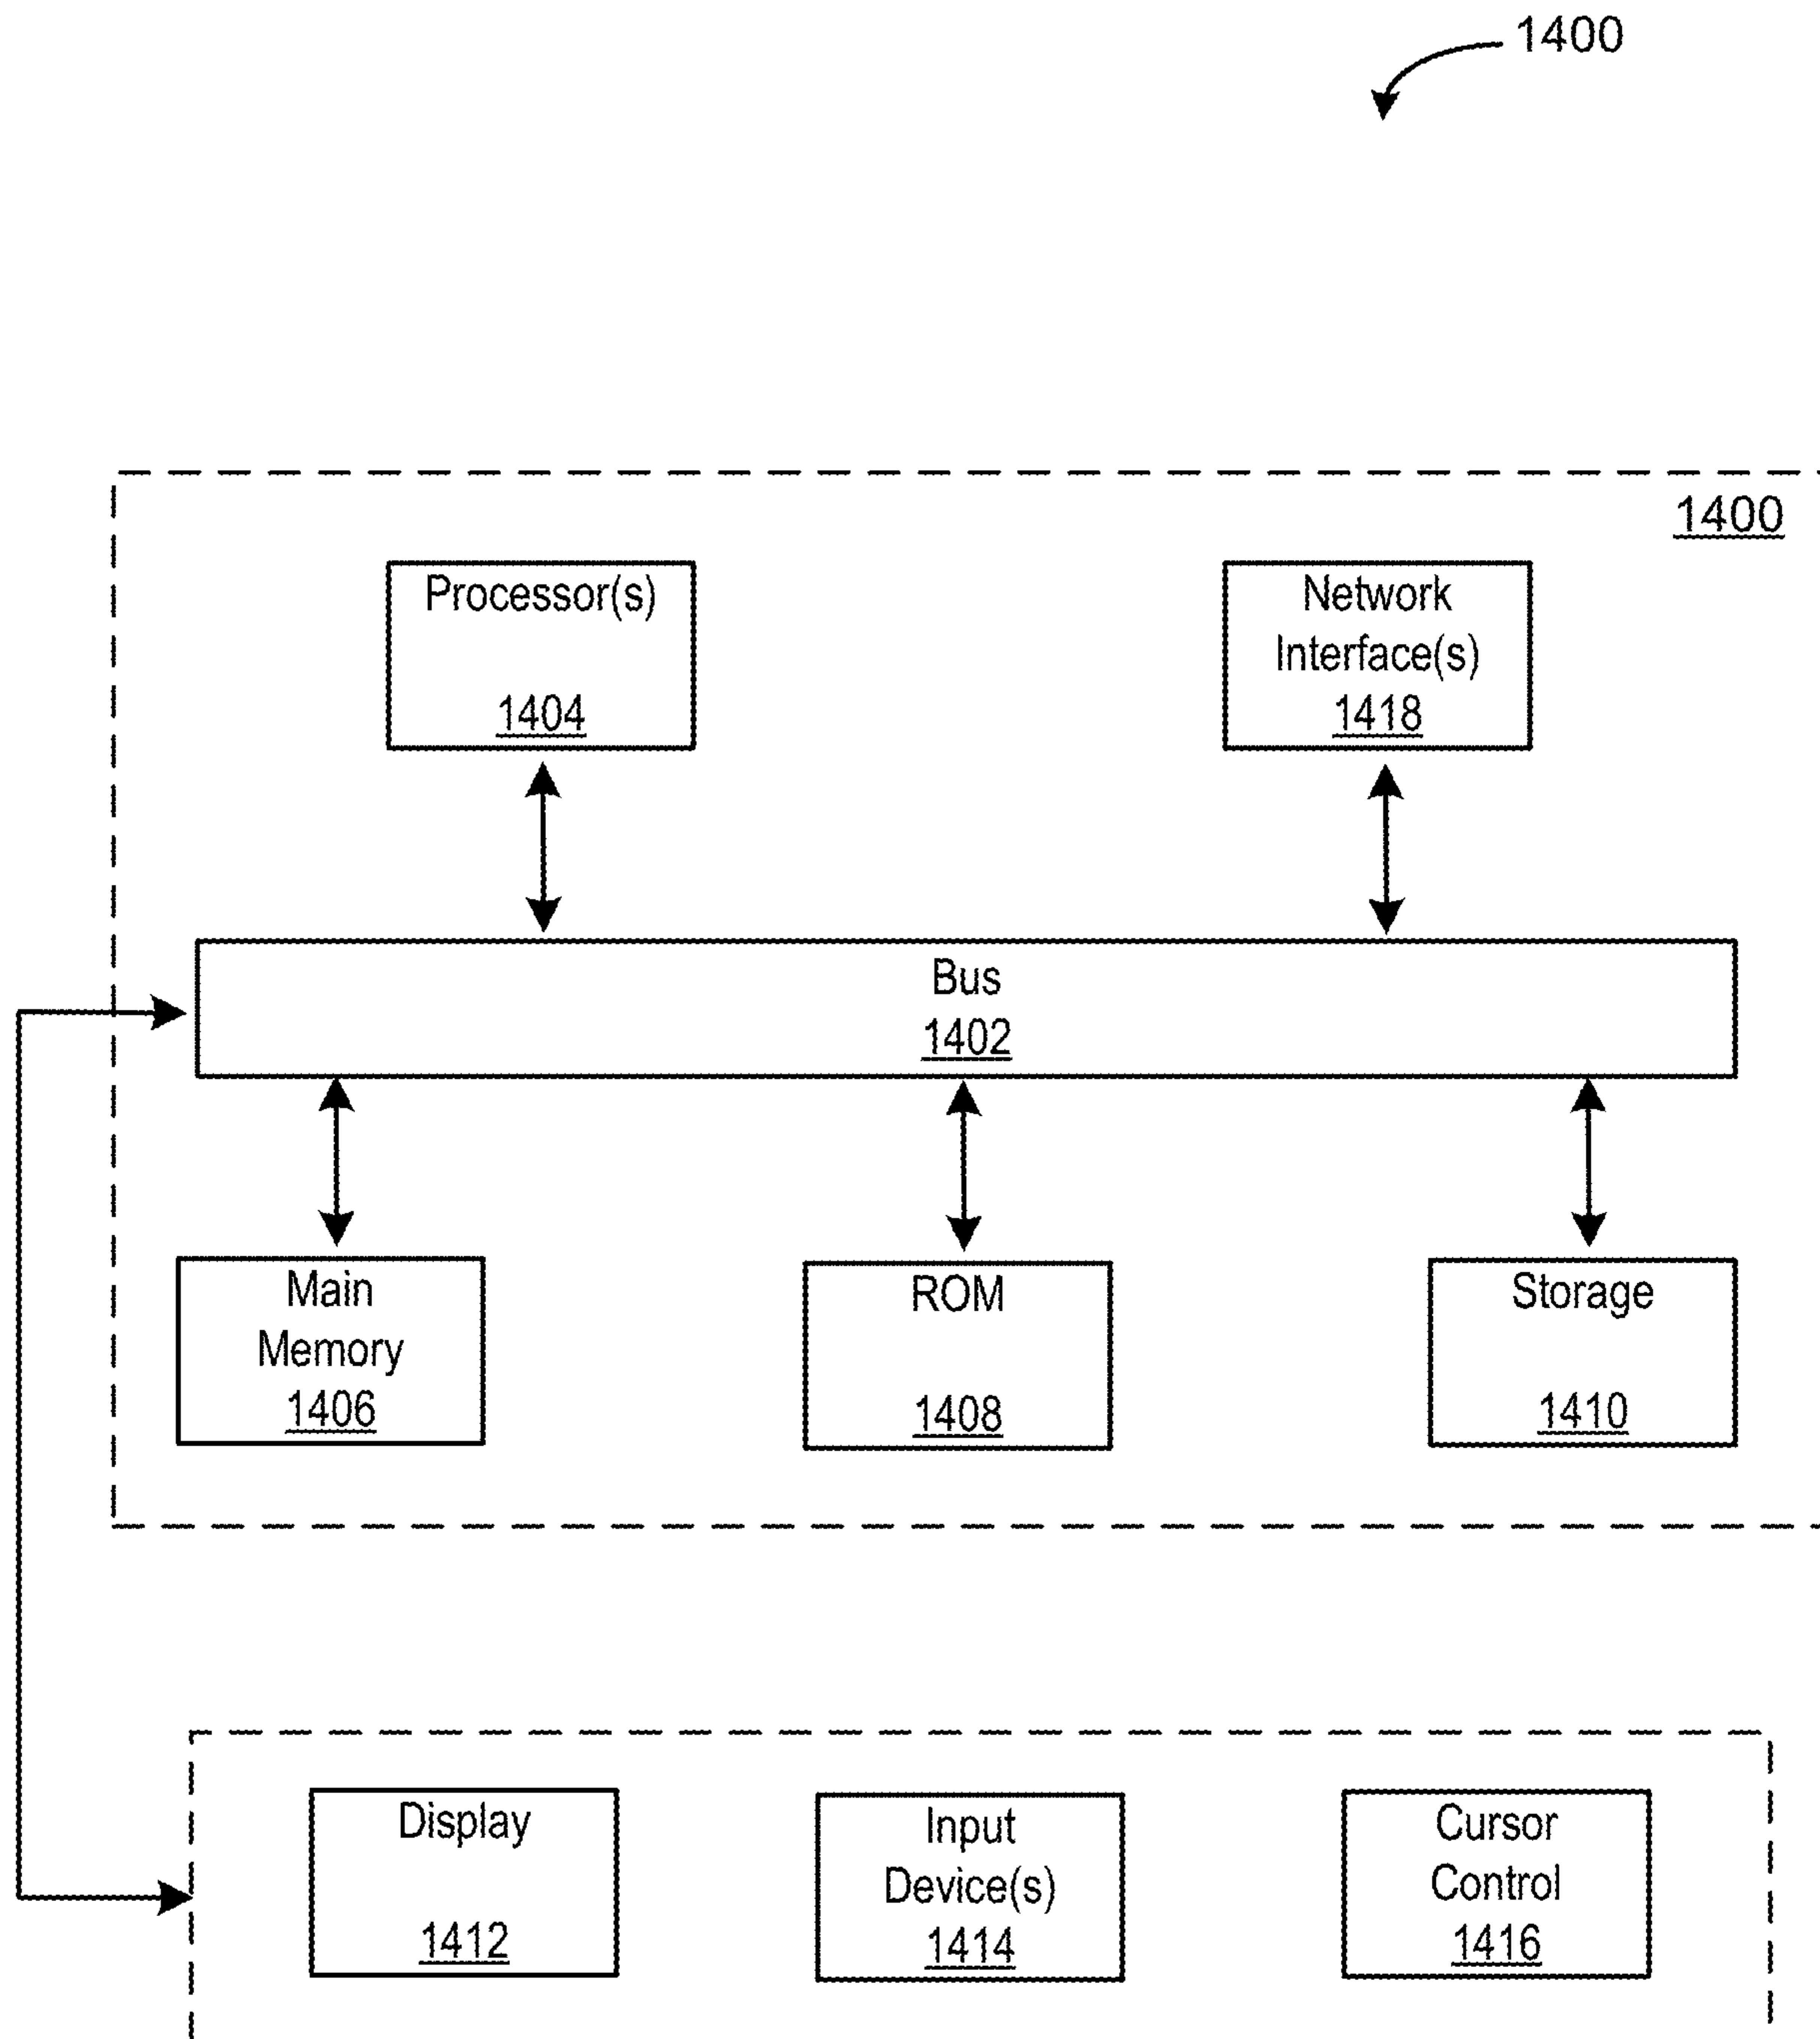 1400
1400
Processor(s)
1404
Network
Interface(s)
1418
Bus
1402
Main
Memory
1406
ROM
1408
Storage
1410
Display
1412
Input
Device(s)
1414
Cursor
Control
1416